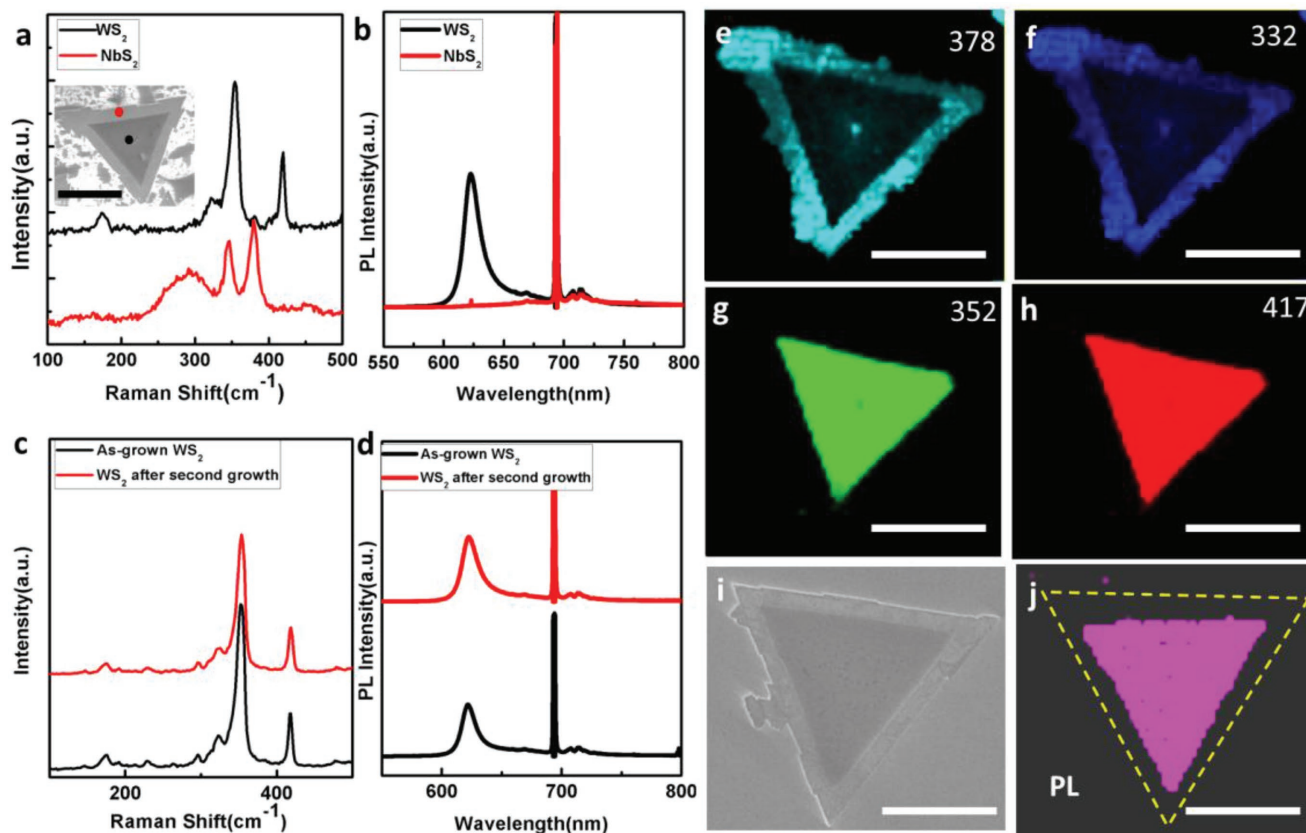 a
WS2
NbS2
Intensity(a.u.)
100 200 300 400 500
Raman Shift(cm-1)
b
WS2
NbS2
PL Intensity(a.u.)
550 600 650 700 750 800
Wavelength(nm)
c
As-grown WS2
WS2 after second growth
Intensity(a.u.)
200 400
Raman Shift(cm-1)
d
As-grown WS2
WS2 after second growth
PL Intensity(a.u.)
600 700 800
Wavelength(nm)
e 378
f 332
g 352
h 417
i
j
PL